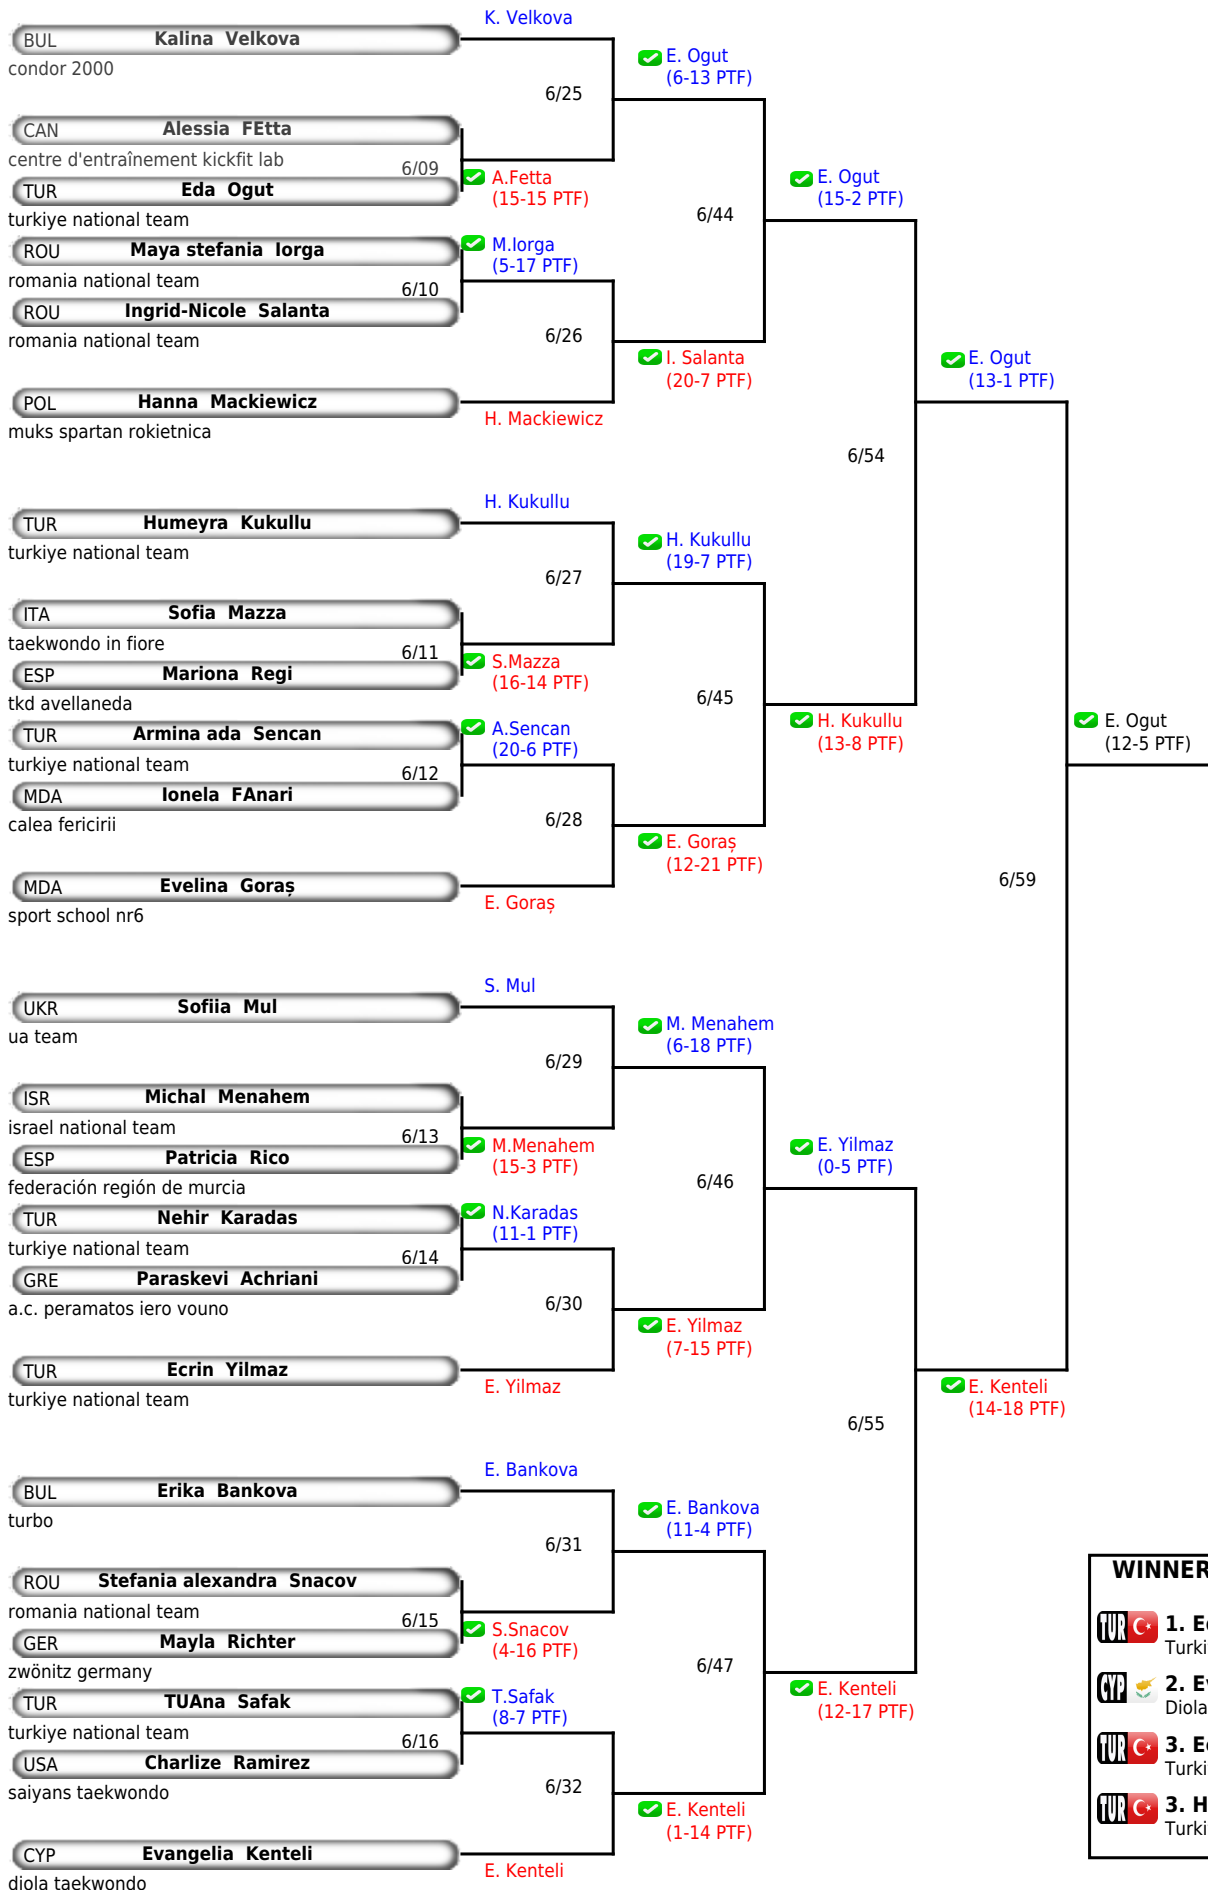 K. Velkova
BUL Kalina Velkova
condor 2000
E. Ogut
(6-13 PTF)
6/25
CAN Alessia FEtta
centre d'entraînement kickfit lab
6/09
A.Fetta
(15-15 PTF)
TUR Eda Ogut
turkiye national team
E. Ogut
(15-2 PTF)
6/44
ROU Maya stefania Iorga
romania national team
M.Iorga
(5-17 PTF)
6/10
ROU Ingrid-Nicole Salanta
romania national team
6/26
I. Salanta
(20-7 PTF)
POL Hanna Mackiewicz
muks spartan rokietnica
H. Mackiewicz
E. Ogut
(13-1 PTF)
6/54
H. Kukullu
TUR Humeyra Kukullu
turkiye national team
H. Kukullu
(19-7 PTF)
6/27
ITA Sofia Mazza
taekwondo in fiore
6/11
S.Mazza
(16-14 PTF)
ESP Mariona Regi
tkd avellaneda
6/45
TUR Armina ada Sencan
turkiye national team
A.Sencan
(20-6 PTF)
H. Kukullu
(13-8 PTF)
E. Ogut
(12-5 PTF)
6/12
MDA Ionela FAnari
calea fericirii
6/28
E. Goraș
(12-21 PTF)
MDA Evelina Goraș
sport school nr6
E. Goraș
6/59
S. Mul
UKR Sofiia Mul
ua team
M. Menahem
(6-18 PTF)
6/29
ISR Michal Menahem
israel national team
6/13
M.Menahem
(15-3 PTF)
ESP Patricia Rico
federación región de murcia
E. Yilmaz
(0-5 PTF)
6/46
TUR Nehir Karadas
turkiye national team
N.Karadas
(11-1 PTF)
6/14
GRE Paraskevi Achriani
a.c. peramatos iero vouno
6/30
E. Yilmaz
(7-15 PTF)
TUR Ecrin Yilmaz
turkiye national team
E. Yilmaz
E. Kenteli
(14-18 PTF)
6/55
E. Bankova
BUL Erika Bankova
turbo
E. Bankova
(11-4 PTF)
6/31
ROU Stefania alexandra Snacov
romania national team
6/15
S.Snacov
(4-16 PTF)
GER Mayla Richter
zwönitz germany
6/47
TUR TUAna Safak
turkiye national team
T.Safak
(8-7 PTF)
E. Kenteli
(12-17 PTF)
6/16
USA Charlize Ramirez
saiyans taekwondo
6/32
E. Kenteli
(1-14 PTF)
CYP Evangelia Kenteli
diola taekwondo
E. Kenteli
WINNER
TUR 1.
CYP 2.
Diola
TUR 3.
TUR 3. H